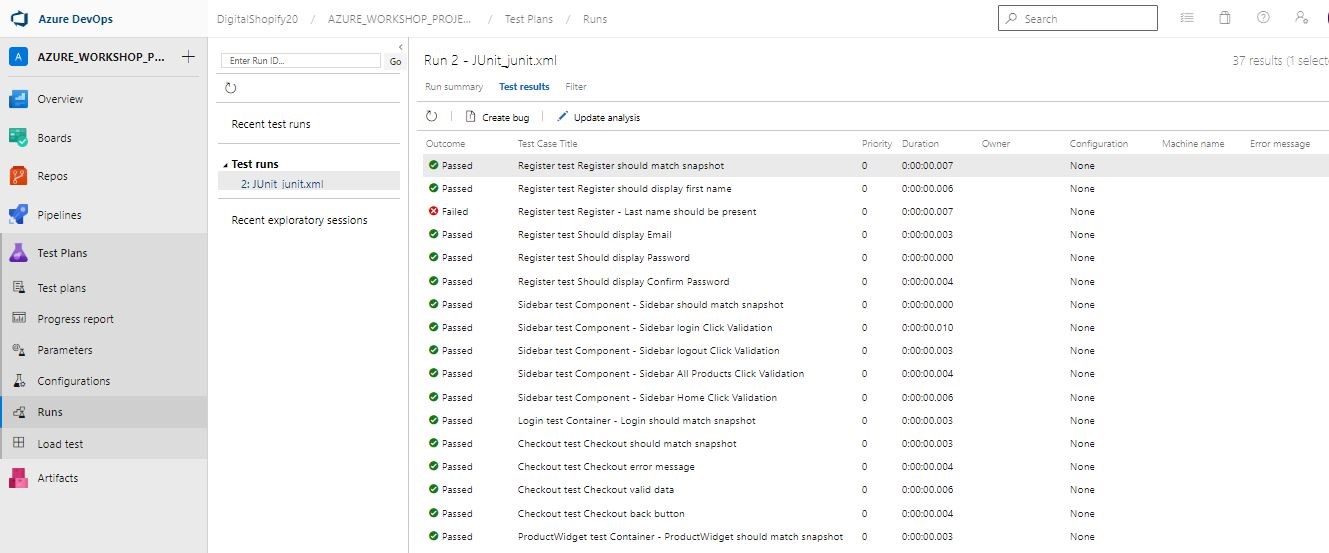 Azure DevOps
DigitalShopify20 / AZURE_WORKSHOP_PROJE... / Test Plans / Runs
Search
A AZURE_WORKSHOP_P...
Overview
Boards
Repos
Pipelines
Test Plans
Test plans
Progress report
Parameters
Configurations
Runs
Load test
Artifacts
Enter Run ID... Go
Recent test runs
Test runs
2: JUnit_junit.xml
Recent exploratory sessions
Run 2 - JUnit_junit.xml
37 results (1 selecte
Run summary Test results Filter
Create bug Update analysis
Outcome Test Case Title Priority Duration Owner Configuration Machine name Error message
Passed Register test Register should match snapshot 0 0:00:00.007 None
Passed Register test Register should display first name 0 0:00:00.006 None
Failed Register test Register - Last name should be present 0 0:00:00.007 None
Passed Register test Should display Email 0 0:00:00.003 None
Passed Register test Should display Password 0 0:00:00.000 None
Passed Register test Should display Confirm Password 0 0:00:00.004 None
Passed Sidebar test Component - Sidebar should match snapshot 0 0:00:00.000 None
Passed Sidebar test Component - Sidebar login Click Validation 0 0:00:00.010 None
Passed Sidebar test Component - Sidebar logout Click Validation 0 0:00:00.003 None
Passed Sidebar test Component - Sidebar All Products Click Validation 0 0:00:00.004 None
Passed Sidebar test Component - Sidebar Home Click Validation 0 0:00:00.006 None
Passed Login test Container - Login should match snapshot 0 0:00:00.003 None
Passed Checkout test Checkout should match snapshot 0 0:00:00.003 None
Passed Checkout test Checkout error message 0 0:00:00.004 None
Passed Checkout test Checkout valid data 0 0:00:00.006 None
Passed Checkout test Checkout back button 0 0:00:00.004 None
Passed ProductWidget test Container - ProductWidget should match snapshot 0 0:00:00.003 None